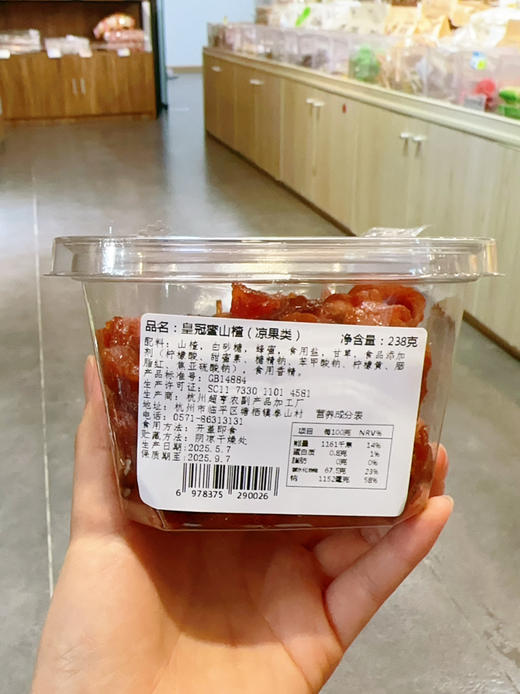 品名：皇冠蜜山楂（凉果类） 净含量：238克
配料：山楂，白砂糖，蜂蜜，食用盐，甘草，食品添加
剂（柠檬酸、甜蜜素、糖精钠、苯甲酸钠、柠檬黄、胭
脂红、焦亚硫酸钠），食用香精。
产品标准号：GB14884
生产许可证：SC11 7330 1101 4581
生产商：杭州超亨农副产品加工厂
地址：杭州市临平区塘栖镇泰山村
电话：0571-86313131
食用方法：开盖即食
贮藏方法：阴凉干燥处
生产日期：2025.5.7
保质期至：2025.9.7
营养成分表
项目 每100克 NRV%
能量 1161千焦 14%
蛋白质 0.8克 1%
脂肪 0克 0%
碳水化合物 67.5克 23%
钠 1152毫克 58%
6 978375 290026